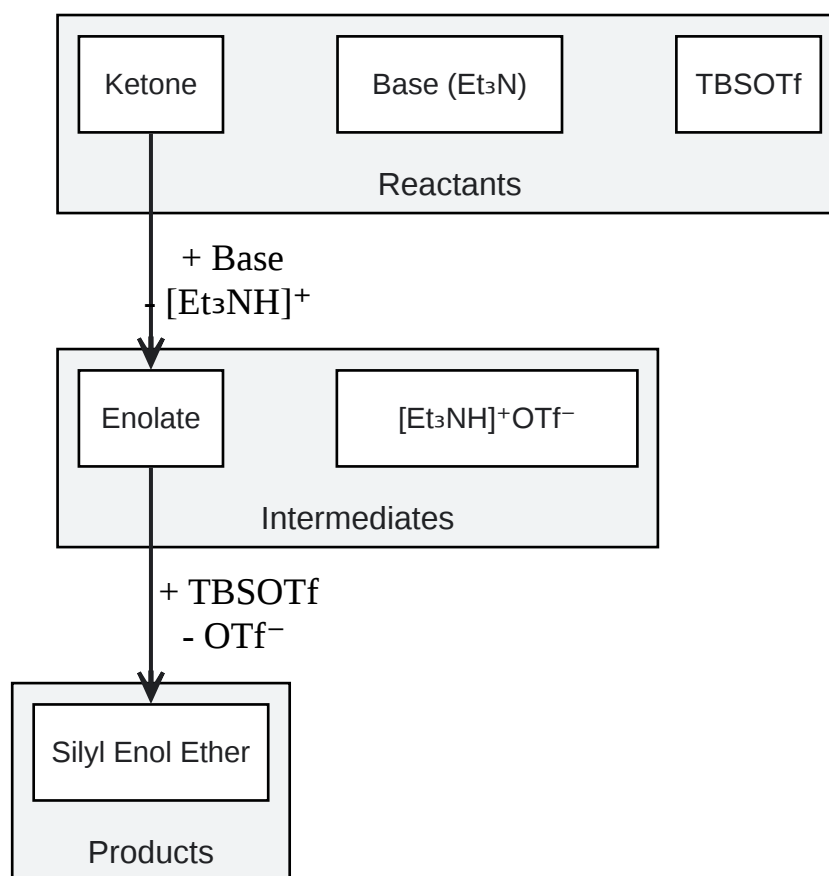 Ketone
Base (Et₃N)
TBSOTf
Reactants
+ Base
- [Et₃NH]⁺
Enolate
[Et₃NH]⁺OTf⁻
Intermediates
+ TBSOTf
- OTf⁻
Silyl Enol Ether
Products